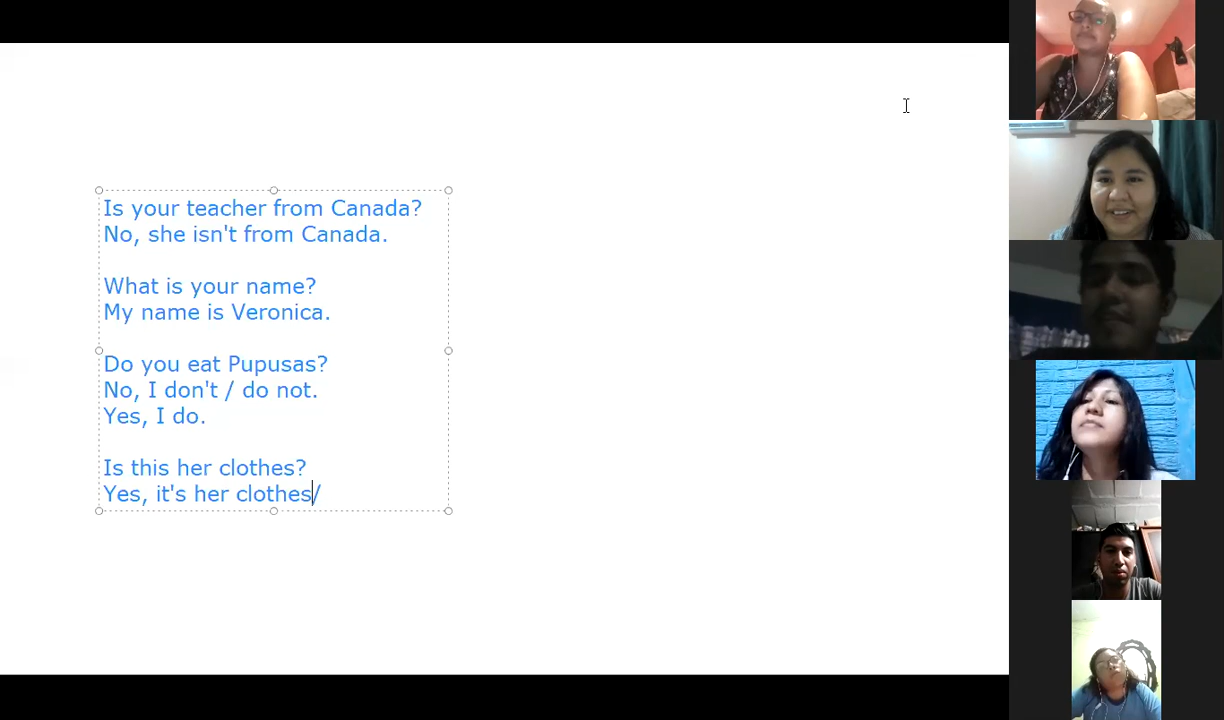 Is your teacher from Canada?
No, she isn't from Canada.
What is your name?
My name is Veronica.
Do you eat Pupusas?
No, I don't / do not.
Yes, I do.
Is this her clothes?
Yes, it's her clothes/